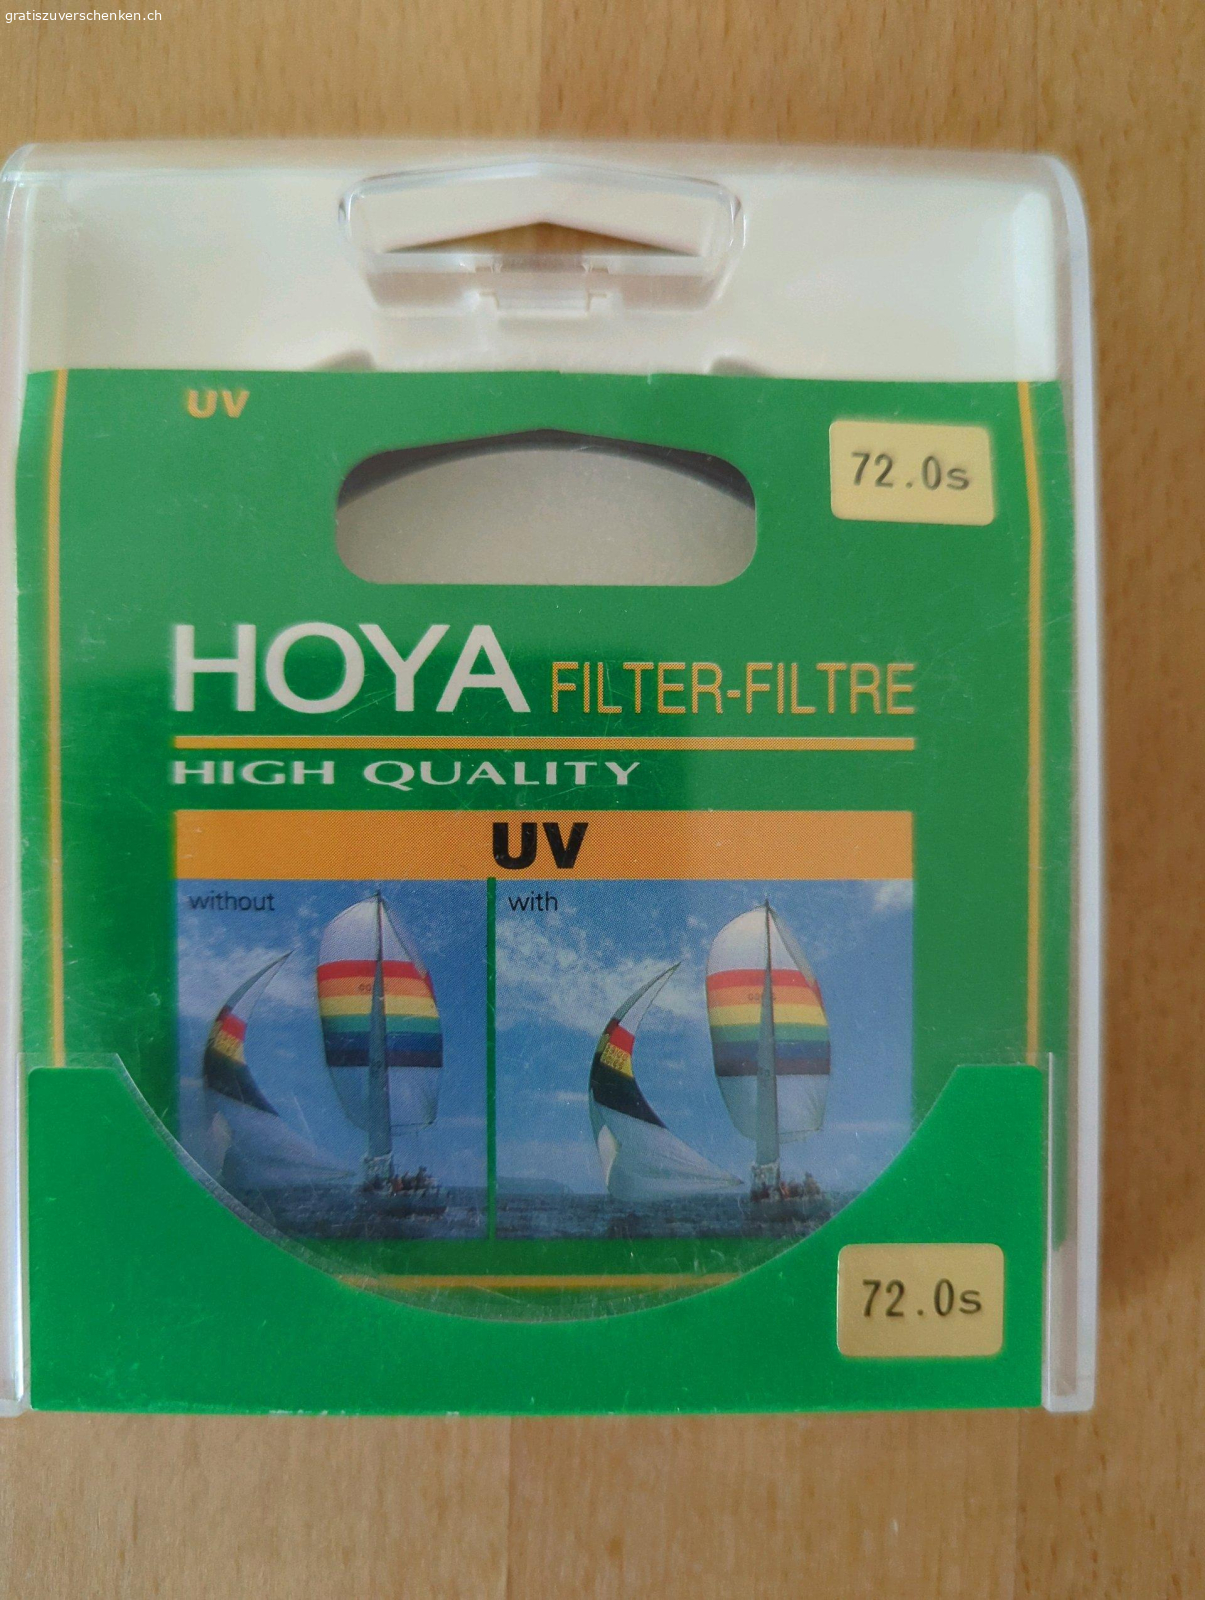 gratiszuverschenken.ch
UV
72.0s
HOYA FILTER-FILTRE
HIGH QUALITY
UV
without
with
72.0s